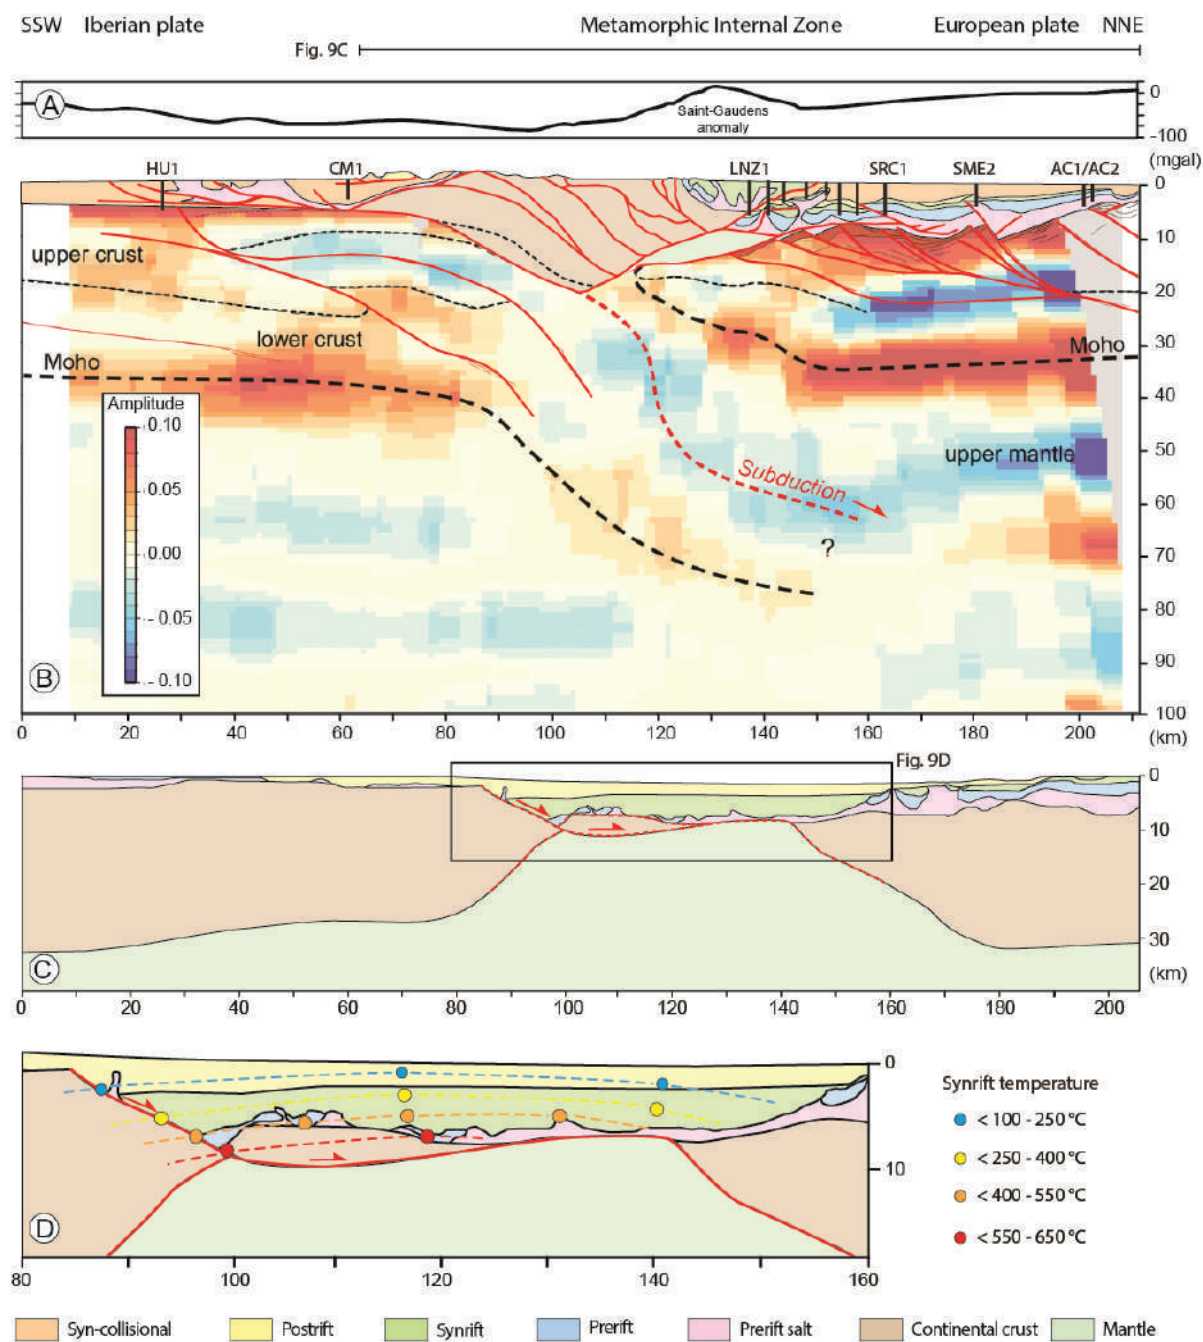 SSW Iberian plate Metamorphic Internal Zone European plate NNE
Fig. 9C
A
Saint-Gaudens
anomaly
0
-100
(mgal)
HU1 CM1 LNZ1 SRC1 SME2 AC1/AC2
0
10
upper crust
20
lower crust
30
Moho Moho
40
Amplitude
0.10
50
upper mantle
0.05
Subduction
60
?
0.00
70
- 0.05
80
- 0.10
90
B
100
0 20 40 60 80 100 120 140 160 180 200 (km)
Fig. 9D
0
10
20
30
C
(km)
0 20 40 60 80 100 120 140 160 180 200
0
Synrift temperature
< 100 - 250 °C
< 250 - 400 °C
10
< 400 - 550 °C
D
< 550 - 650 °C
80 100 120 140 160
Syn-collisional Postrift Synrift Prerift Prerift salt Continental crust Mantle